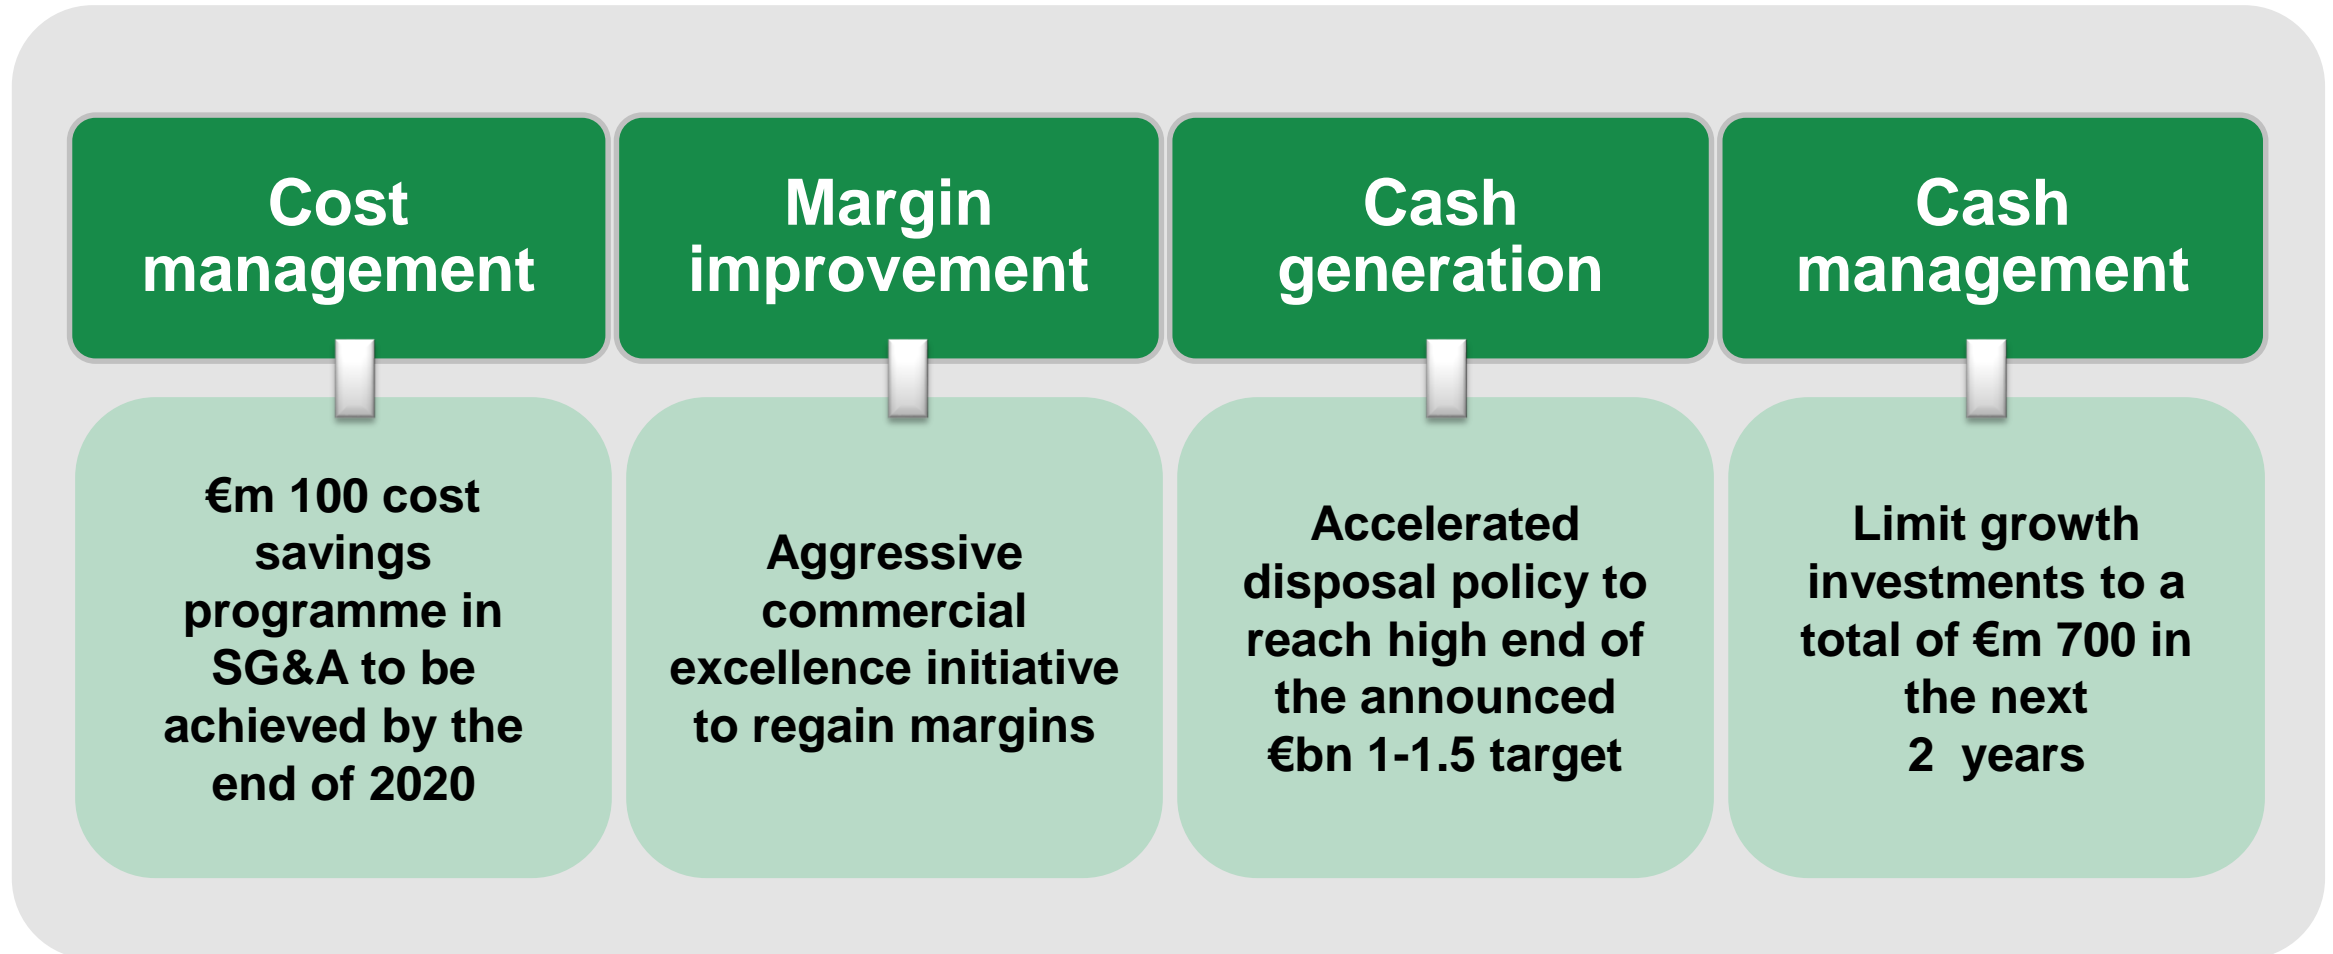 Cost
management
Margin
improvement
Cash
generation
Cash
management
€m 100 cost
savings
programme in
SG&A to be
achieved by the
end of 2020
Aggressive
commercial
excellence initiative
to regain margins
Accelerated
disposal policy to
reach high end of
the announced
€bn 1-1.5 target
Limit growth
investments to a
total of €m 700 in
the next
2  years